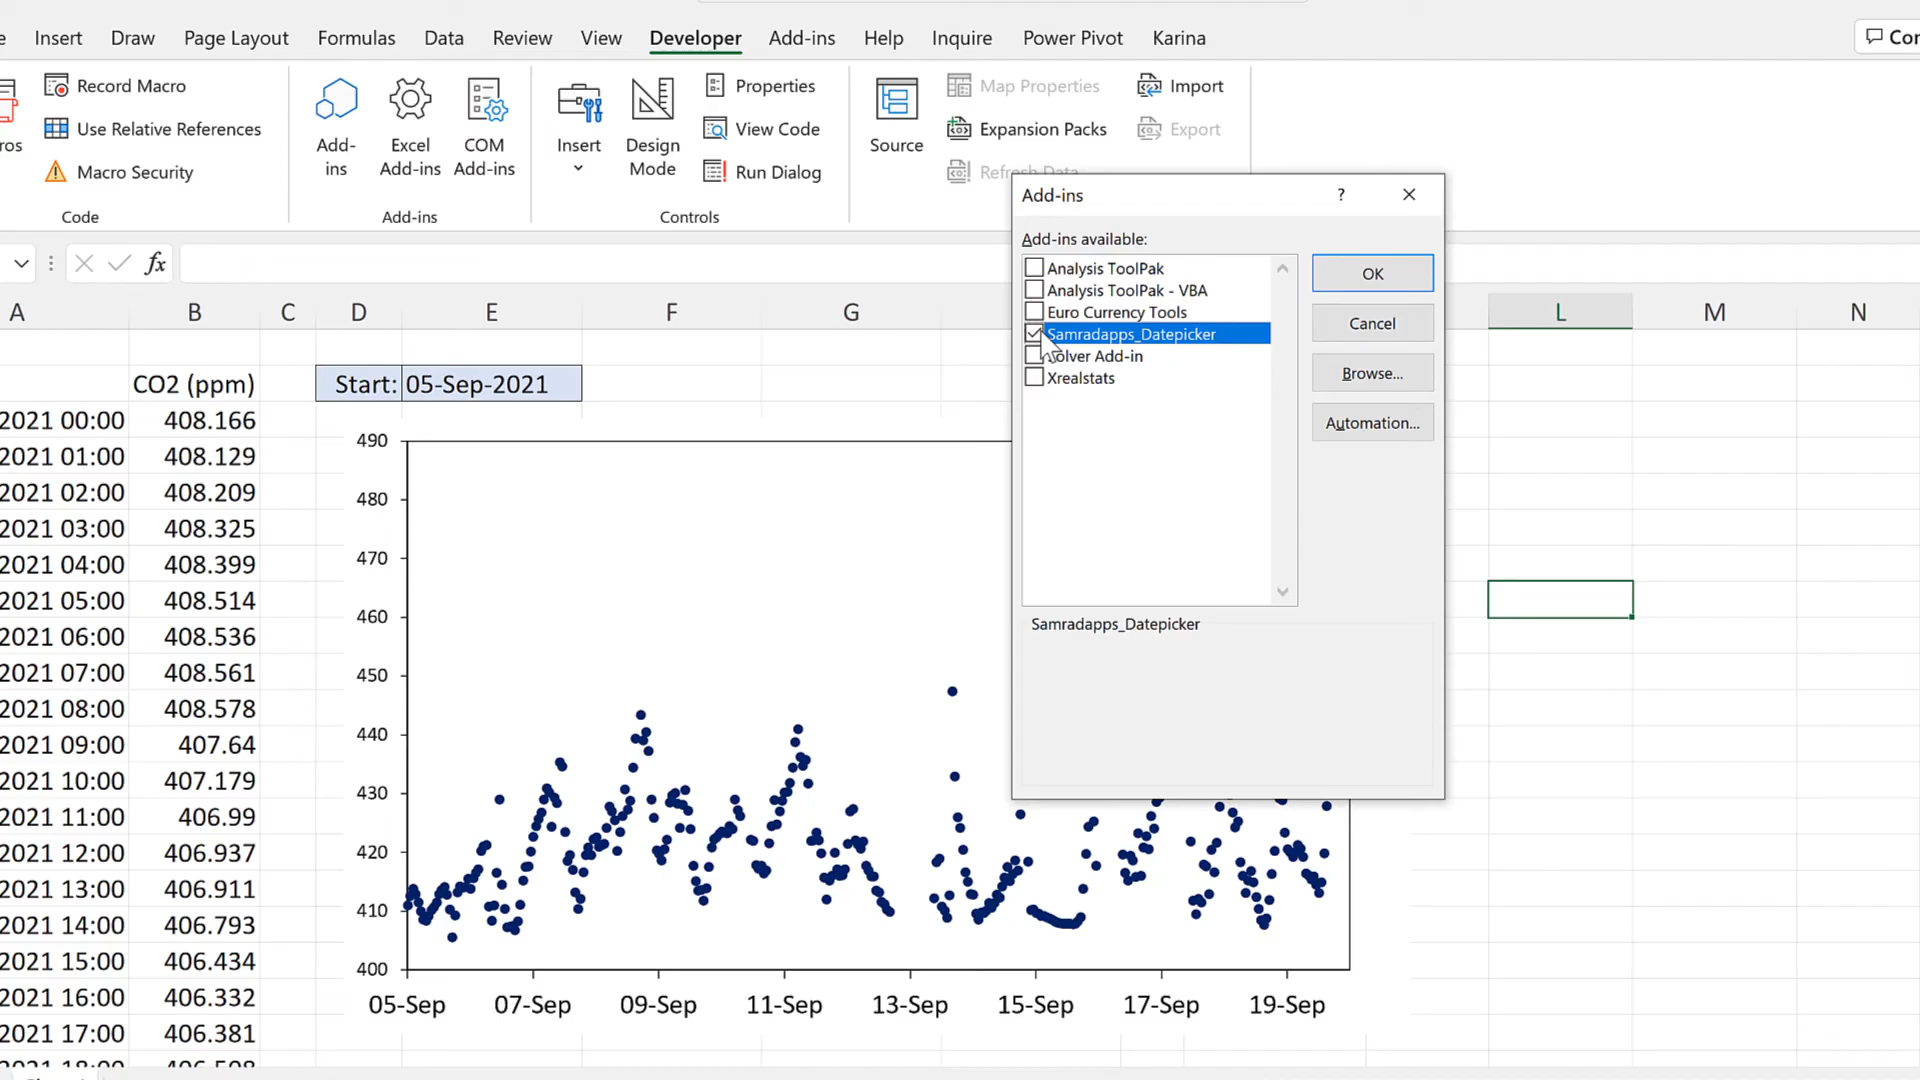 Insert Draw Page Layout Formulas Data Review View Developer Add-ins Help Inquire Power Pivot Karina
Record Macro
Use Relative References
Macro Security
Code
Add-ins
Excel Add-ins
COM Add-ins
Add-ins
Insert
Design Mode
Properties
View Code
Run Dialog
Controls
Source
Map Properties
Expansion Packs
Refresh Data
Import
Export
fx
A B C D E F G L M N
CO2 (ppm)
Start: 05-Sep-2021
2021 00:00 408.166
2021 01:00 408.129
2021 02:00 408.209
2021 03:00 408.325
2021 04:00 408.399
2021 05:00 408.514
2021 06:00 408.536
2021 07:00 408.561
2021 08:00 408.578
2021 09:00 407.64
2021 10:00 407.179
2021 11:00 406.99
2021 12:00 406.937
2021 13:00 406.911
2021 14:00 406.793
2021 15:00 406.434
2021 16:00 406.332
2021 17:00 406.381
490
480
470
460
450
440
430
420
410
400
05-Sep 07-Sep 09-Sep 11-Sep 13-Sep 15-Sep 17-Sep 19-Sep
Add-ins ?
Add-ins available:
Analysis ToolPak
Analysis ToolPak - VBA
Euro Currency Tools
Samradapps_Datepicker
Solver Add-in
Xrealstats
OK
Cancel
Browse...
Automation...
Samradapps_Datepicker